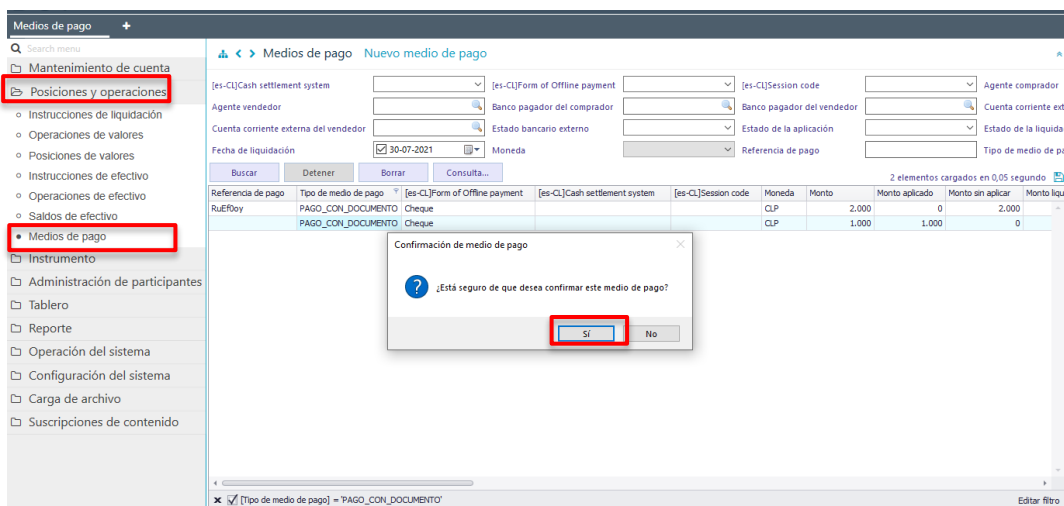 Medios de pago +
Search menu
Mantenimiento de cuenta
Posiciones y operaciones
Instrucciones de liquidación
Operaciones de valores
Posiciones de valores
Instrucciones de efectivo
Operaciones de efectivo
Saldos de efectivo
Medios de pago
Instrumento
Administración de participantes
Tablero
Reporte
Operación del sistema
Configuración del sistema
Carga de archivo
Suscripciones de contenido
Medios de pago Nuevo medio de pago
[es-CL]Cash settlement system [es-CL]Form of Offline payment [es-CL]Session code Agente comprador
Agente vendedor Banco pagador del comprador Banco pagador del vendedor Cuenta corriente ext
Cuenta corriente externa del vendedor Estado bancario externo Estado de la aplicación Estado de la liquida
Fecha de liquidación 30-07-2021 Moneda Referencia de pago Tipo de medio de pa
Buscar Detener Borrar Consulta... 2 elementos cargados en 0,05 segundo
Referencia de pago Tipo de medio de pago [es-CL]Form of Offline payment [es-CL]Cash settlement system [es-CL]Session code Moneda Monto Monto aplicado Monto sin aplicar Monto liqu
RuEf0oy PAGO_CON_DOCUMENTO Cheque CLP 2.000 0 2.000
PAGO_CON_DOCUMENTO Cheque CLP 1.000 1.000 0
Confirmación de medio de pago
¿Está seguro de que desea confirmar este medio de pago?
Sí No
[Tipo de medio de pago] = 'PAGO_CON_DOCUMENTO' Editar filtro